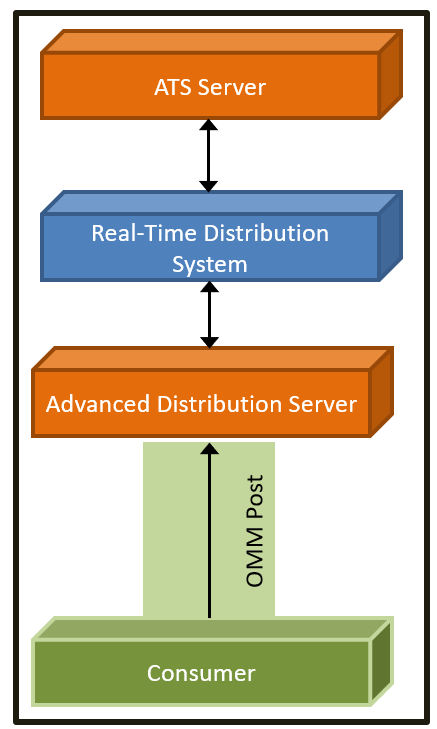 ATS Server
Real-Time Distribution
System
Advanced Distribution Server
OMM Post
Consumer